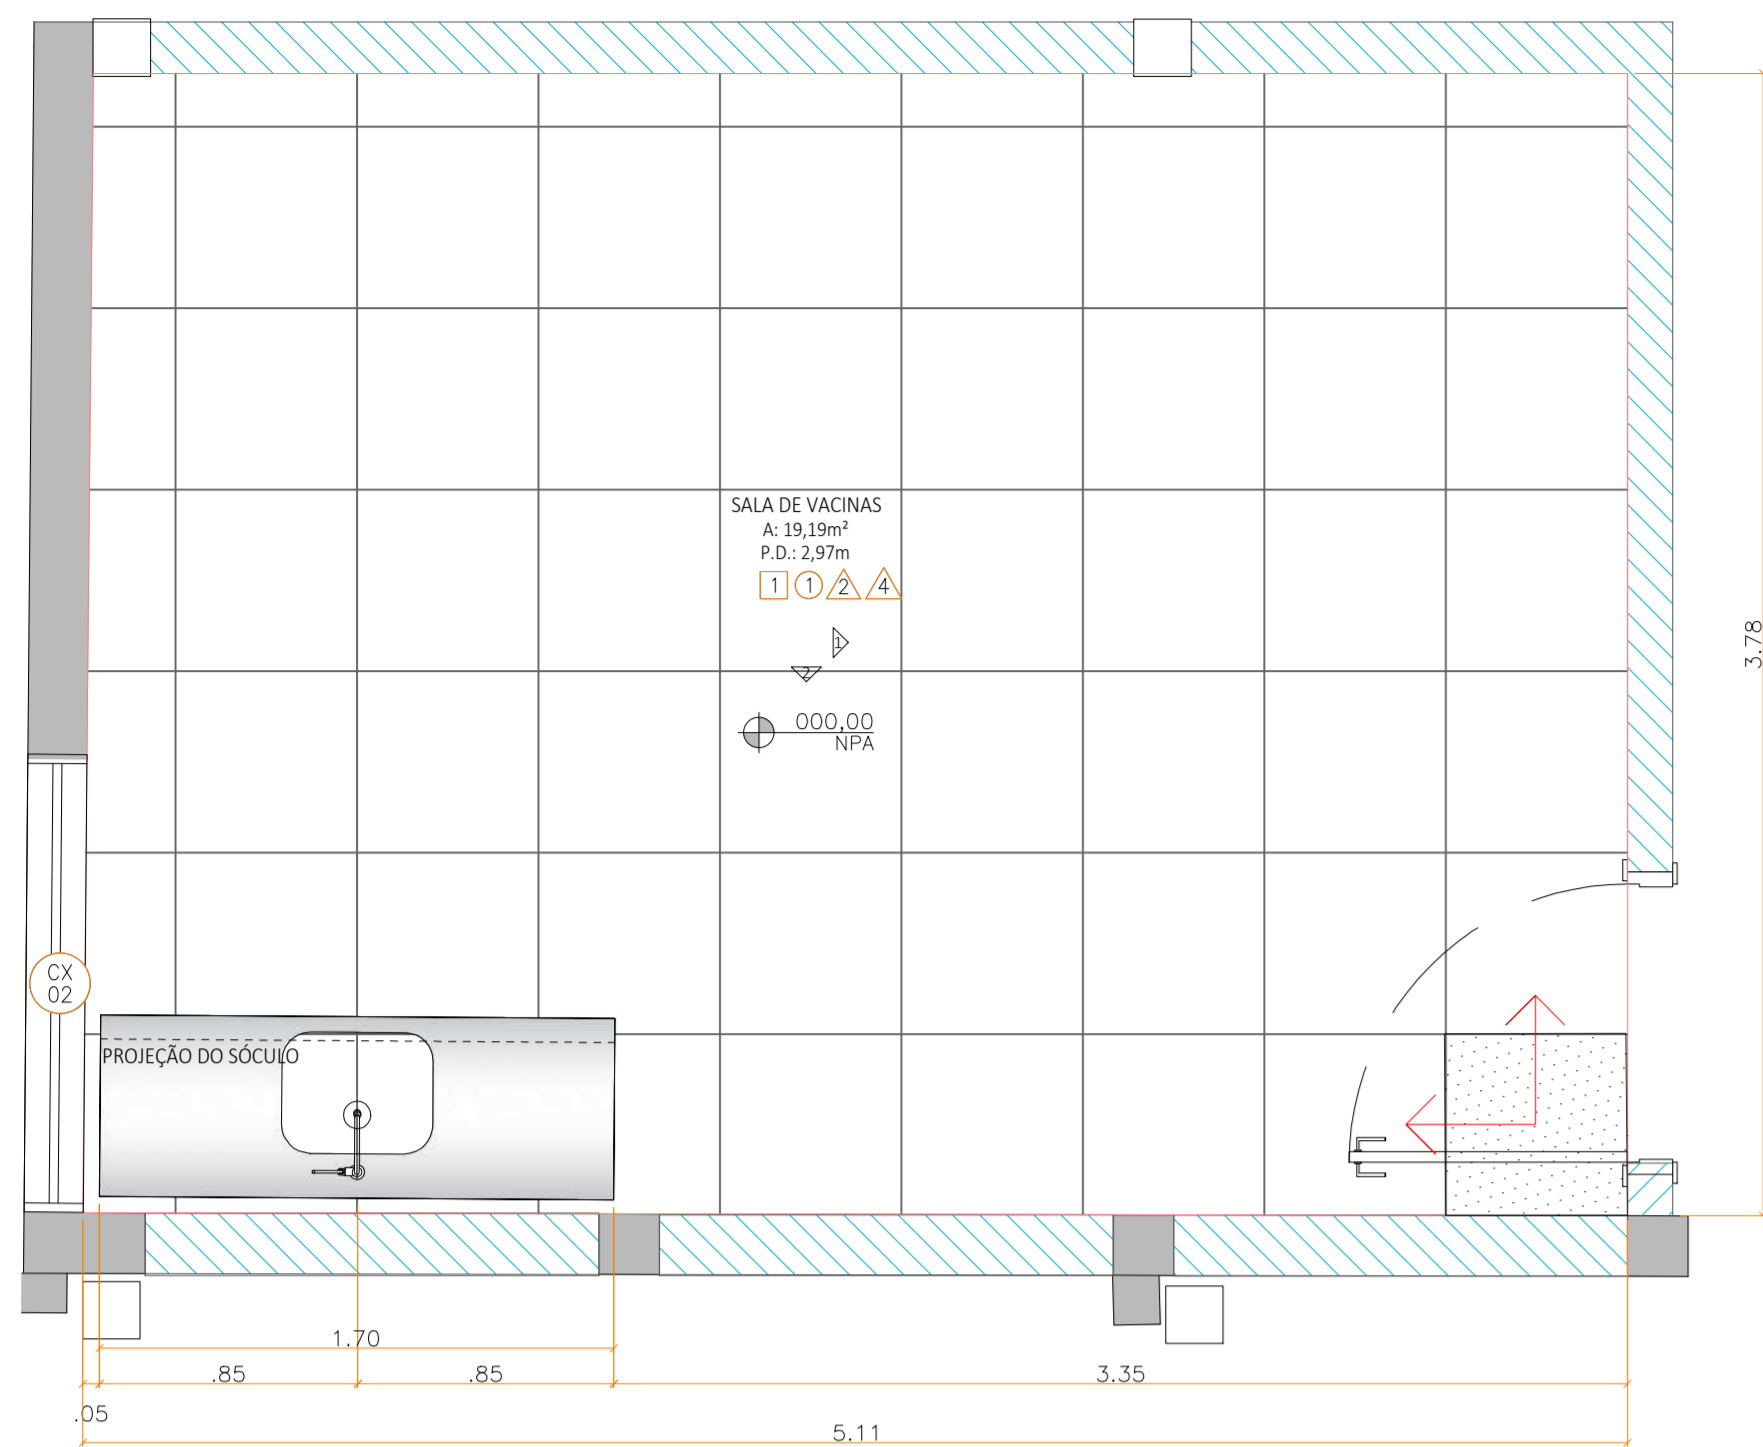 SALA DE VACINAS
A: 19,19m²
P.D.: 2,97m
1 1 2 4
1
2
000,00
NPA
3.78
CX
02
PROJEÇÃO DO SÓCULO
1.70
.85 .85 3.35
.05
5.11